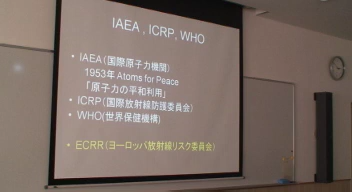 IAEA , ICRP, WHO
• IAEA(国際原子力機関)
1953年 Atoms for Peace
「原子力の平和利用」
• ICRP(国際放射線防護委員会)
• WHO(世界保健機構)
• ECRR(ヨーロッパ放射線リスク委員会)